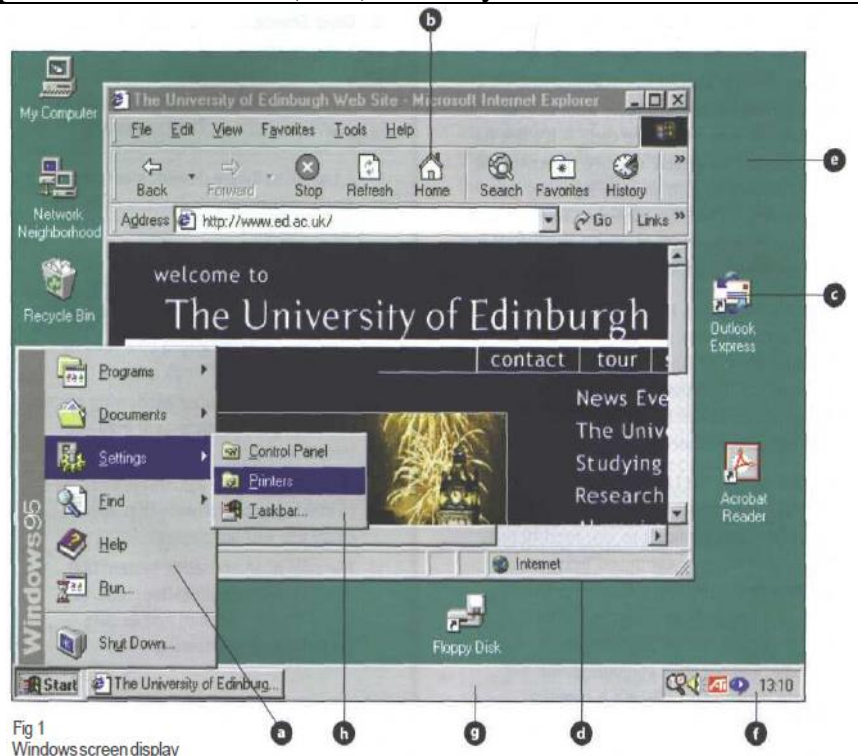 b
My Computer
The University of Edinburgh Web Site - Microsoft Internet Explorer
File Edit View Favorites Tools Help
Back Forward Stop Refresh Home Search Favorites History »
Address http://www.ed.ac.uk/ Go Links »
e
Network
Neighborhood
Recycle Bin
welcome to
The University of Edinburgh
contact tour s
c
Outlook
Express
News Eve
The Univ
Studying
Research
Acrobat
Reader
Programs
Documents
Settings
Find
Help
Run...
Shut Down...
Windows95
Control Panel
Printers
Taskbar...
Internet
Floppy Disk
Start The University of Edinburg... ATI 13:10
a h g d f
Fig 1
Windows screen display